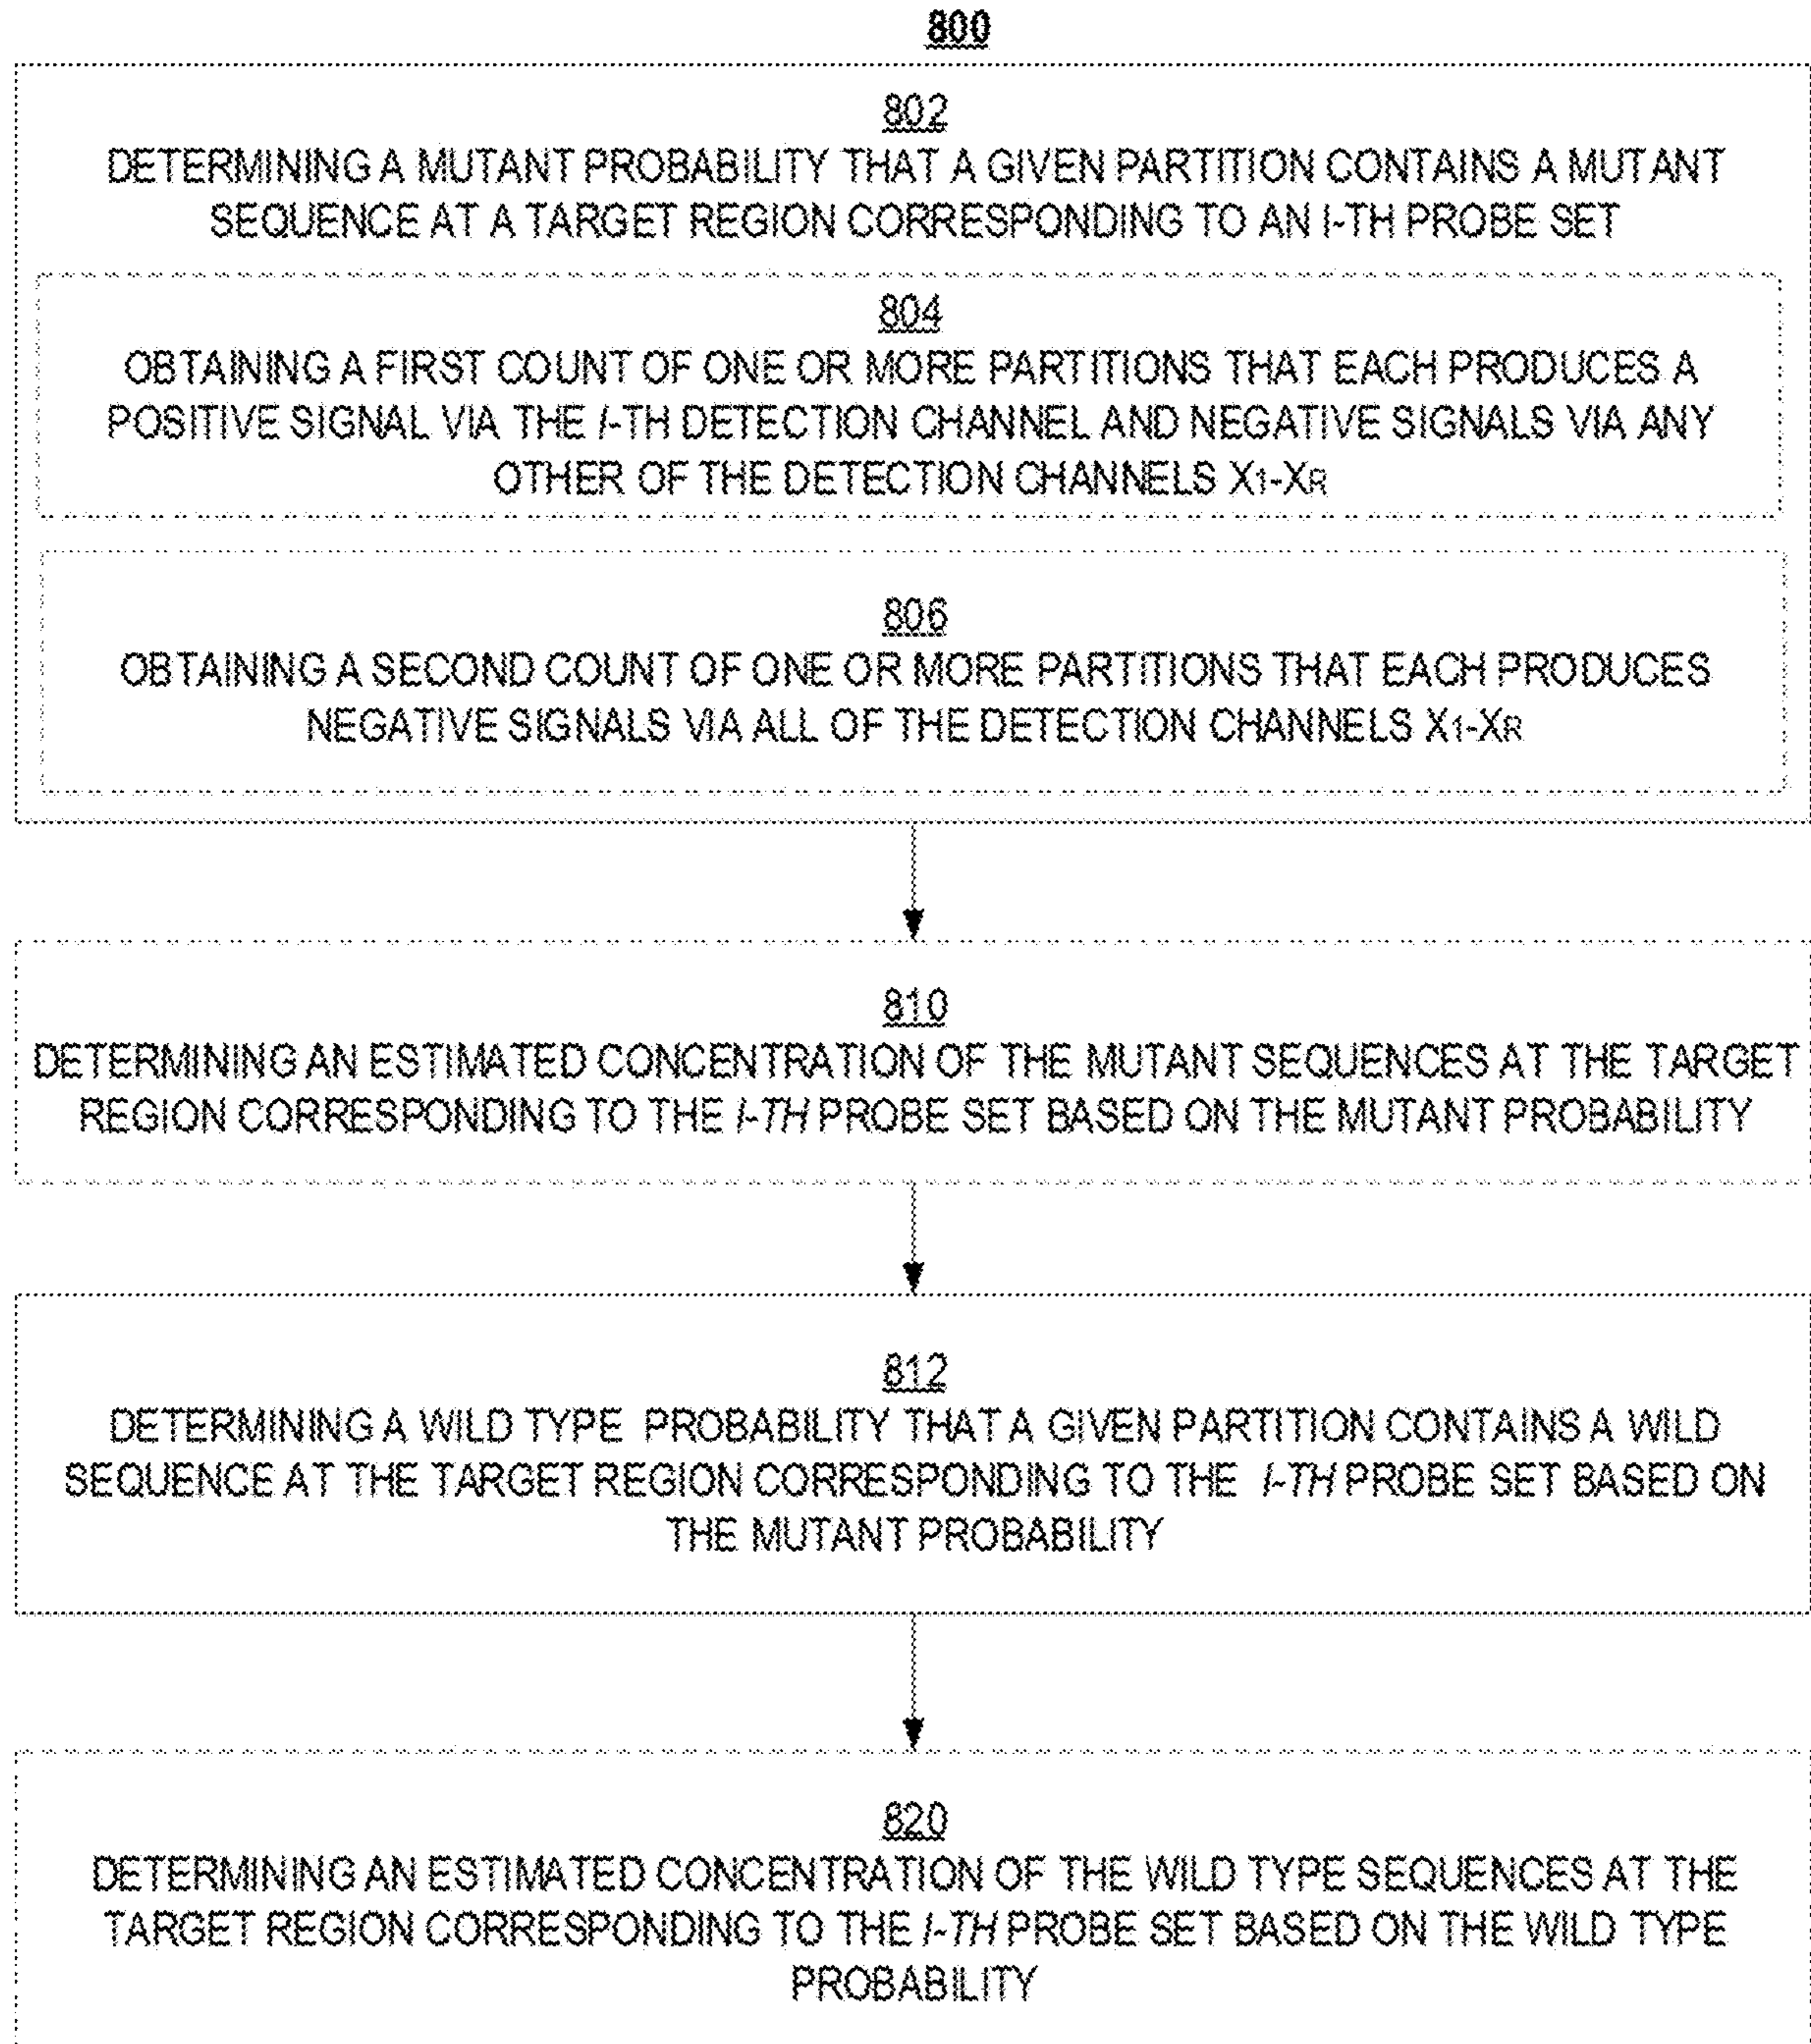 800
802
DETERMINING A MUTANT PROBABILITY THAT A GIVEN PARTITION CONTAINS A MUTANT
SEQUENCE AT A TARGET REGION CORRESPONDING TO AN I-TH PROBE SET
804
OBTAINING A FIRST COUNT OF ONE OR MORE PARTITIONS THAT EACH PRODUCES A
POSITIVE SIGNAL VIA THE I-TH DETECTION CHANNEL AND NEGATIVE SIGNALS VIA ANY
OTHER OF THE DETECTION CHANNELS X1-XR
806
OBTAINING A SECOND COUNT OF ONE OR MORE PARTITIONS THAT EACH PRODUCES
NEGATIVE SIGNALS VIA ALL OF THE DETECTION CHANNELS X1-XR
810
DETERMINING AN ESTIMATED CONCENTRATION OF THE MUTANT SEQUENCES AT THE TARGET
REGION CORRESPONDING TO THE I-TH PROBE SET BASED ON THE MUTANT PROBABILITY
812
DETERMINING A WILD TYPE PROBABILITY THAT A GIVEN PARTITION CONTAINS A WILD
SEQUENCE AT THE TARGET REGION CORRESPONDING TO THE I-TH PROBE SET BASED ON
THE MUTANT PROBABILITY
820
DETERMINING AN ESTIMATED CONCENTRATION OF THE WILD TYPE SEQUENCES AT THE
TARGET REGION CORRESPONDING TO THE I-TH PROBE SET BASED ON THE WILD TYPE
PROBABILITY